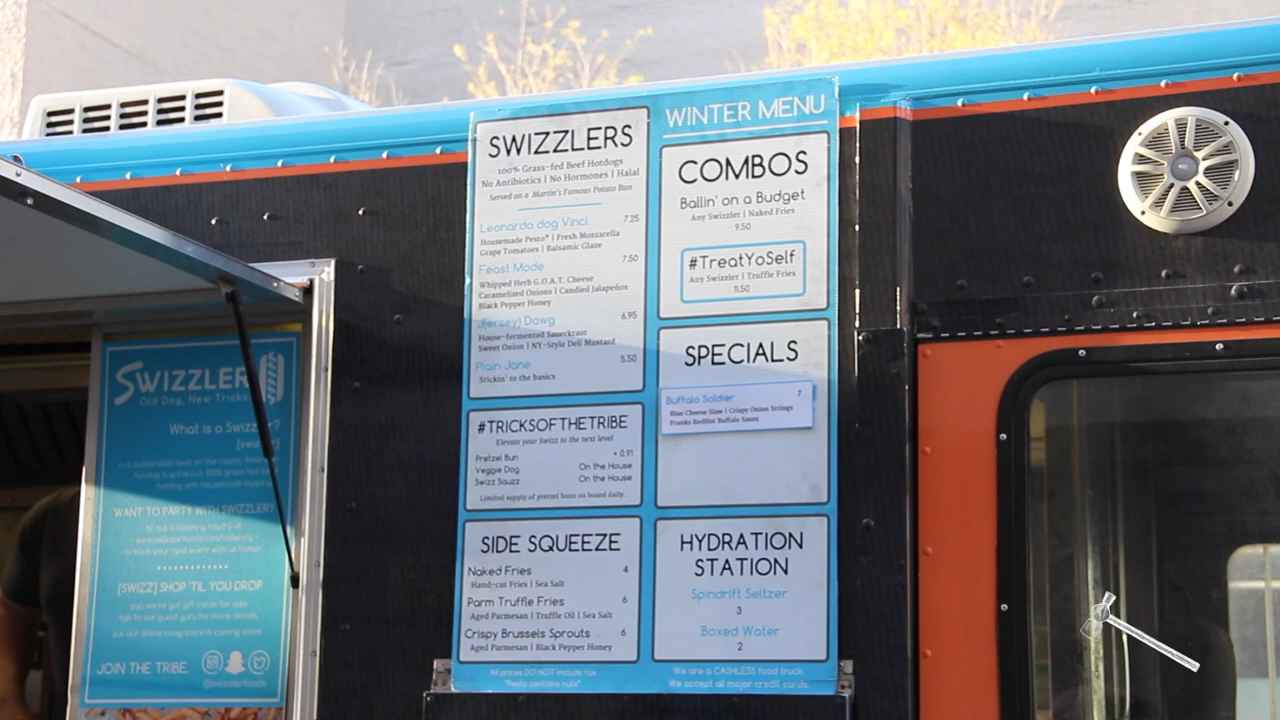 SWIZZLER
Old Dog, New Tricks.
What is a Swizzler?
WANT TO PARTY WITH SWIZZLER?
[SWIZZ] SHOP 'TIL YOU DROP
JOIN THE TRIBE.
@swizzlerfoods
SWIZZLERS
100% Grass-fed Beef Hotdogs
No Antibiotics | No Hormones | Halal
Served on a Martin's Famous Potato Bun
Leonardo dog Vinci 7.25
Housemade Pesto* | Fresh Mozzarella
Grape Tomatoes | Balsamic Glaze
Feast Mode 7.50
Whipped Herb G.O.A.T. Cheese
Caramelized Onions | Candied Jalapeños
Black Pepper Honey
J(ersey) Dawg 6.95
House-fermented Sauerkraut
Sweet Onion | NY-Style Deli Mustard
Plain Jane 5.50
Stickin' to the basics
#TRICKSOFTHETRIBE
Elevate your Swizz to the next level
Pretzel Bun + 0.91
Veggie Dog On the House
Swizz Sauzz On the House
Limited supply of pretzel buns on board daily.
SIDE SQUEEZE
Naked Fries 4
Hand-cut Fries | Sea Salt
Parm Truffle Fries 6
Aged Parmesan | Truffle Oil | Sea Salt
Crispy Brussels Sprouts 6
Aged Parmesan | Black Pepper Honey
All prices DO NOT include tax
*Pesto contains nuts*
WINTER MENU
COMBOS
Ballin' on a Budget
Any Swizzler | Naked Fries
9.50
#TreatYoSelf
Any Swizzler | Truffle Fries
11.50
SPECIALS
Buffalo Soldier 7
Blue Cheese Slaw | Crispy Onion Strings
Franks RedHot Buffalo Sauce
HYDRATION
STATION
Spindrift Seltzer
3
Boxed Water
2
We are a CASHLESS food truck.
We accept all major credit cards.